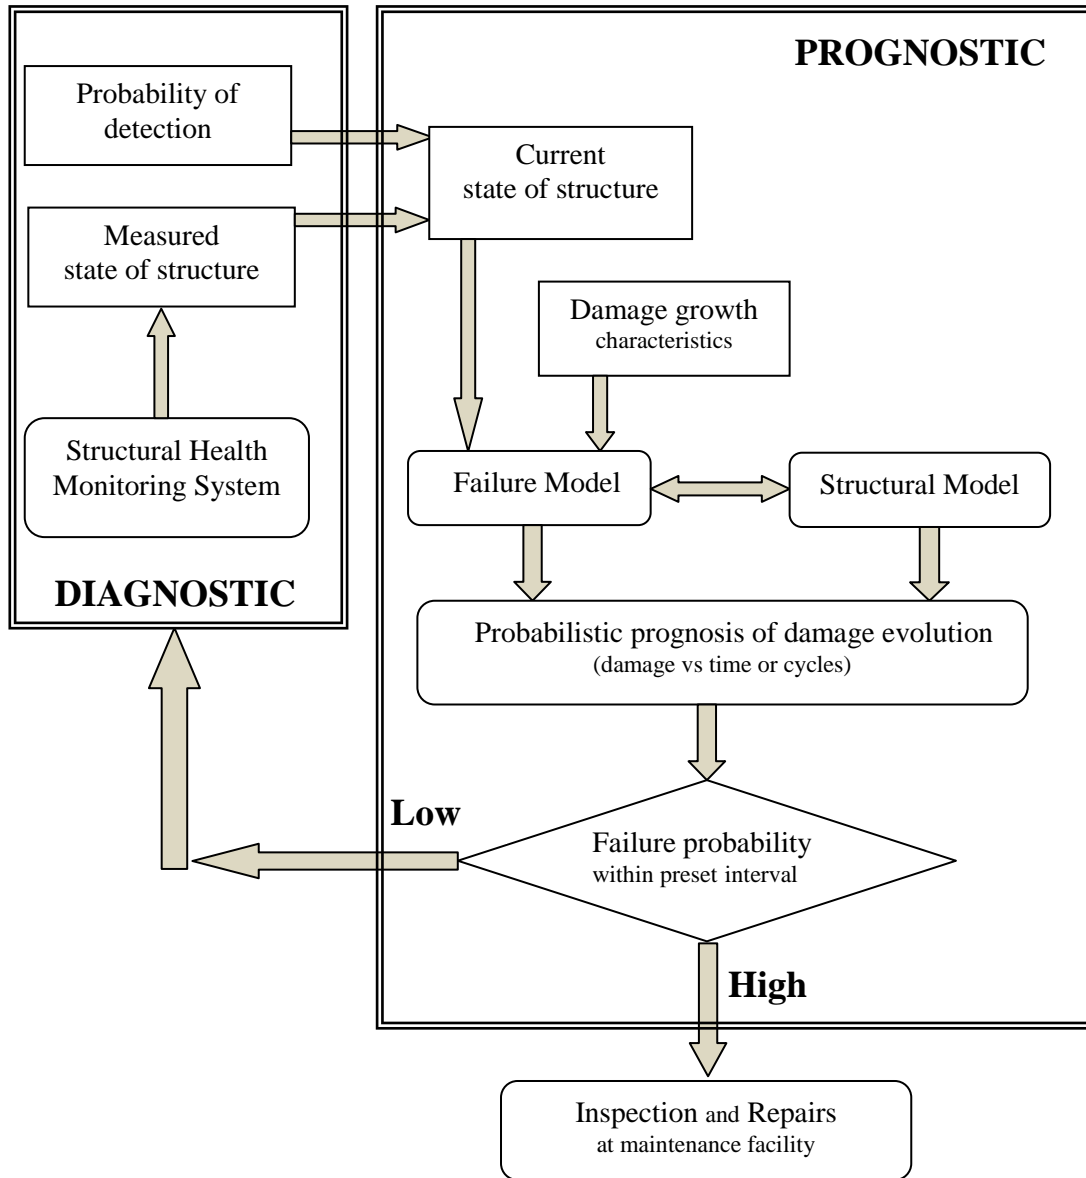 PROGNOSTIC
Probability of
detection
Current
state of structure
Measured
state of structure
Damage growth
characteristics
Structural Health
Monitoring System
Failure Model
Structural Model
DIAGNOSTIC
Probabilistic prognosis of damage evolution
(damage vs time or cycles)
Low
Failure probability
within preset interval
High
Inspection and Repairs
at maintenance facility